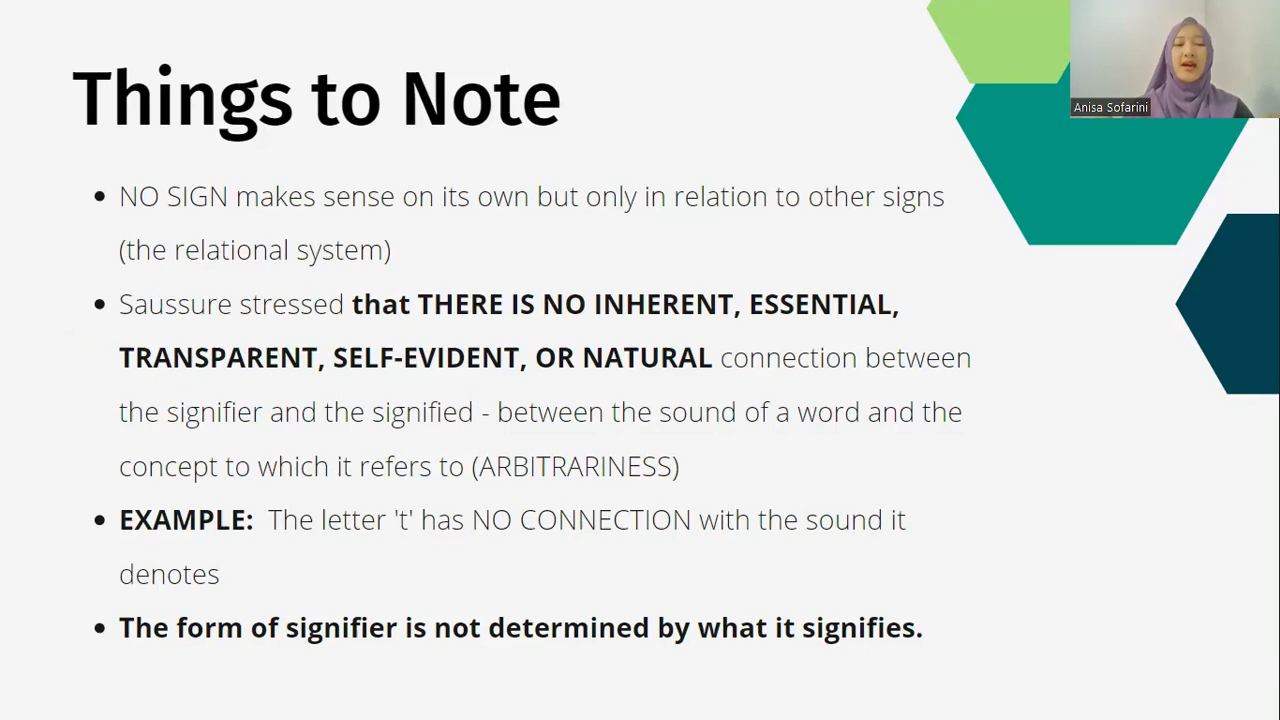 Things to Note
Anisa Sofarini
• NO SIGN makes sense on its own but only in relation to other signs
(the relational system)
• Saussure stressed that THERE IS NO INHERENT, ESSENTIAL,
TRANSPARENT, SELF-EVIDENT, OR NATURAL connection between
the signifier and the signified - between the sound of a word and the
concept to which it refers to (ARBITRARINESS)
• EXAMPLE: The letter 't' has NO CONNECTION with the sound it
denotes
• The form of signifier is not determined by what it signifies.